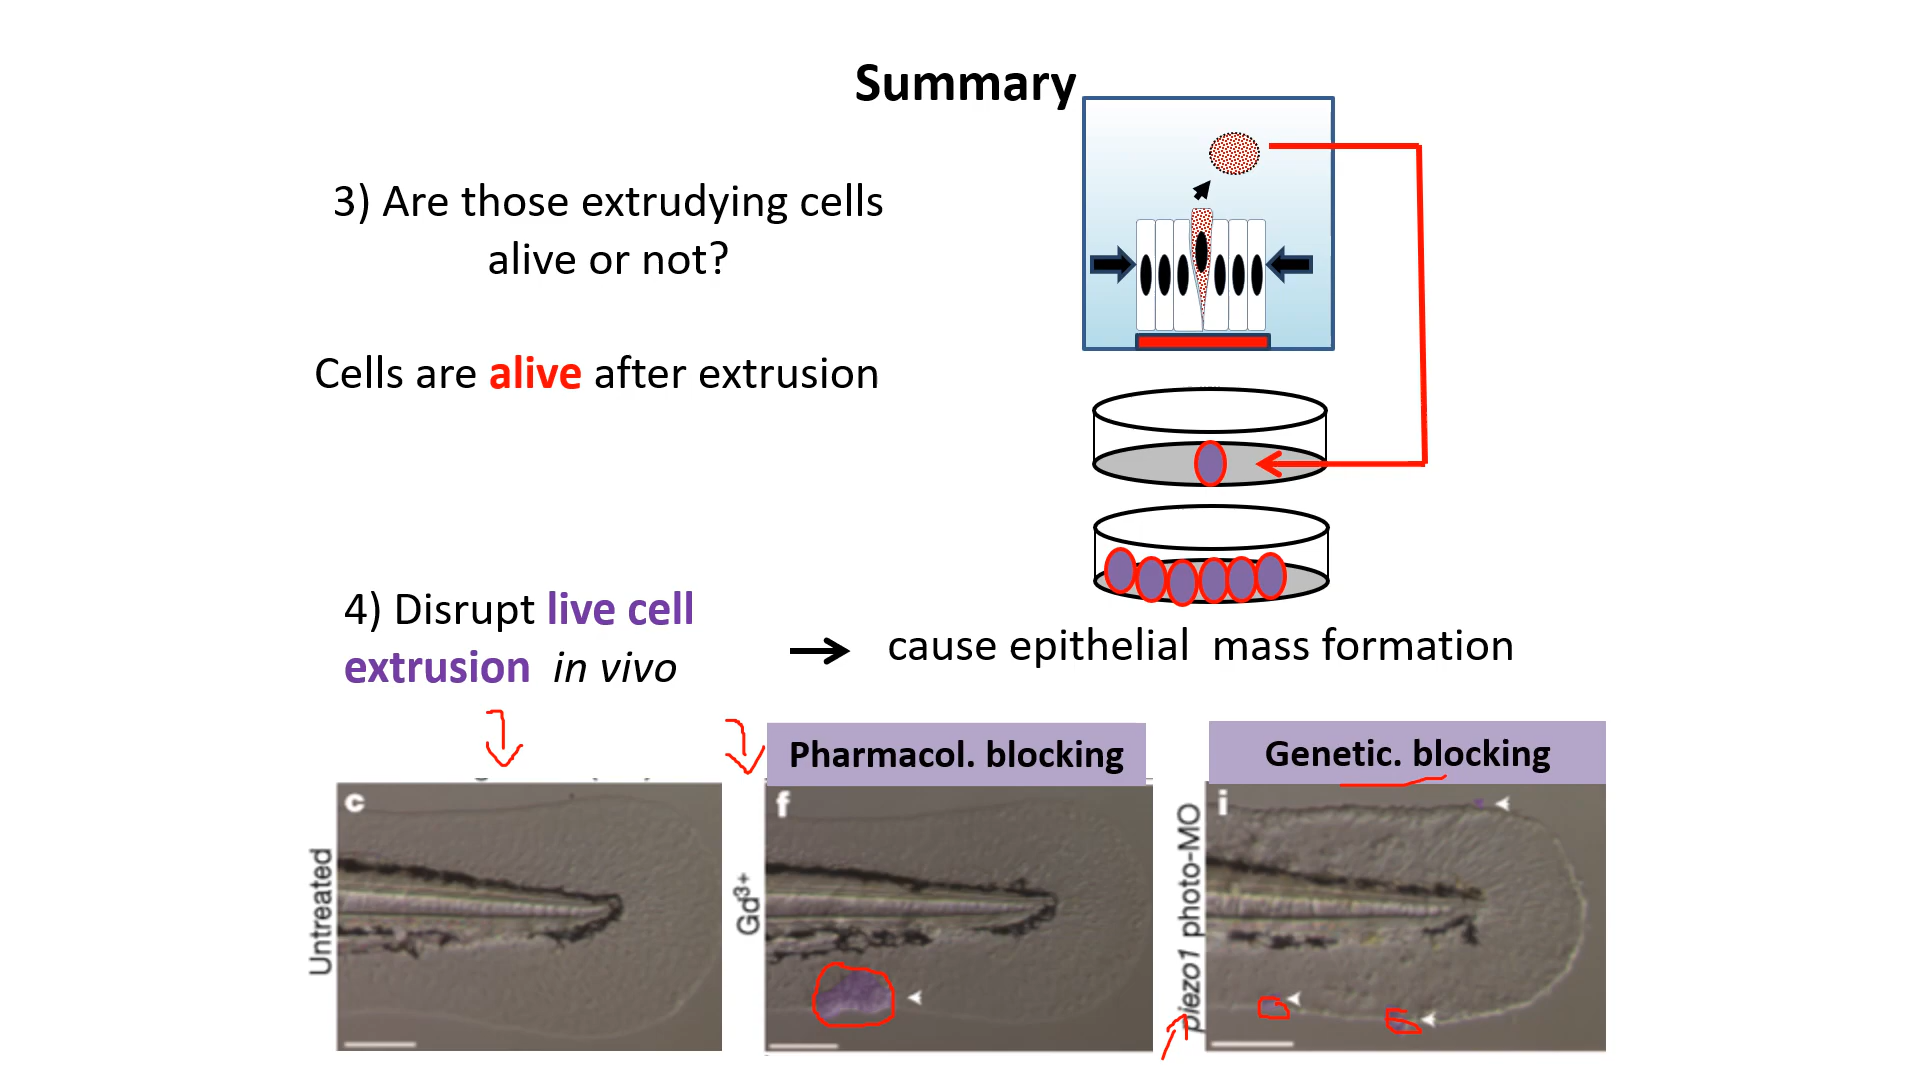 Summary
3) Are those extrudying cells
alive or not?
Cells are alive after extrusion
4) Disrupt live cell
extrusion in vivo
cause epithelial mass formation
Pharmacol. blocking
Genetic. blocking
Untreated
c
Gd³⁺
f
piezo1 photo-MO
i